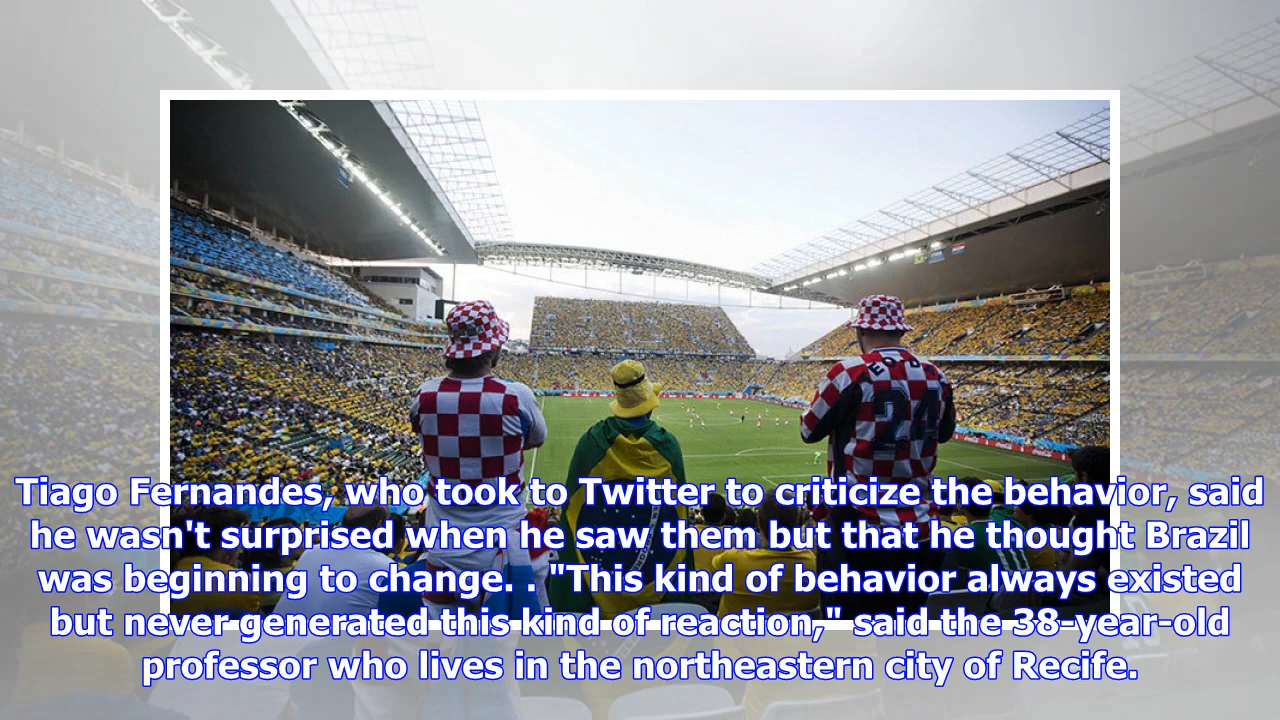 24
Tiago Fernandes, who took to Twitter to criticize the behavior, said
he wasn't surprised when he saw them but that he thought Brazil
was beginning to change. . "This kind of behavior always existed
but never generated this kind of reaction," said the 38-year-old
professor who lives in the northeastern city of Recife.